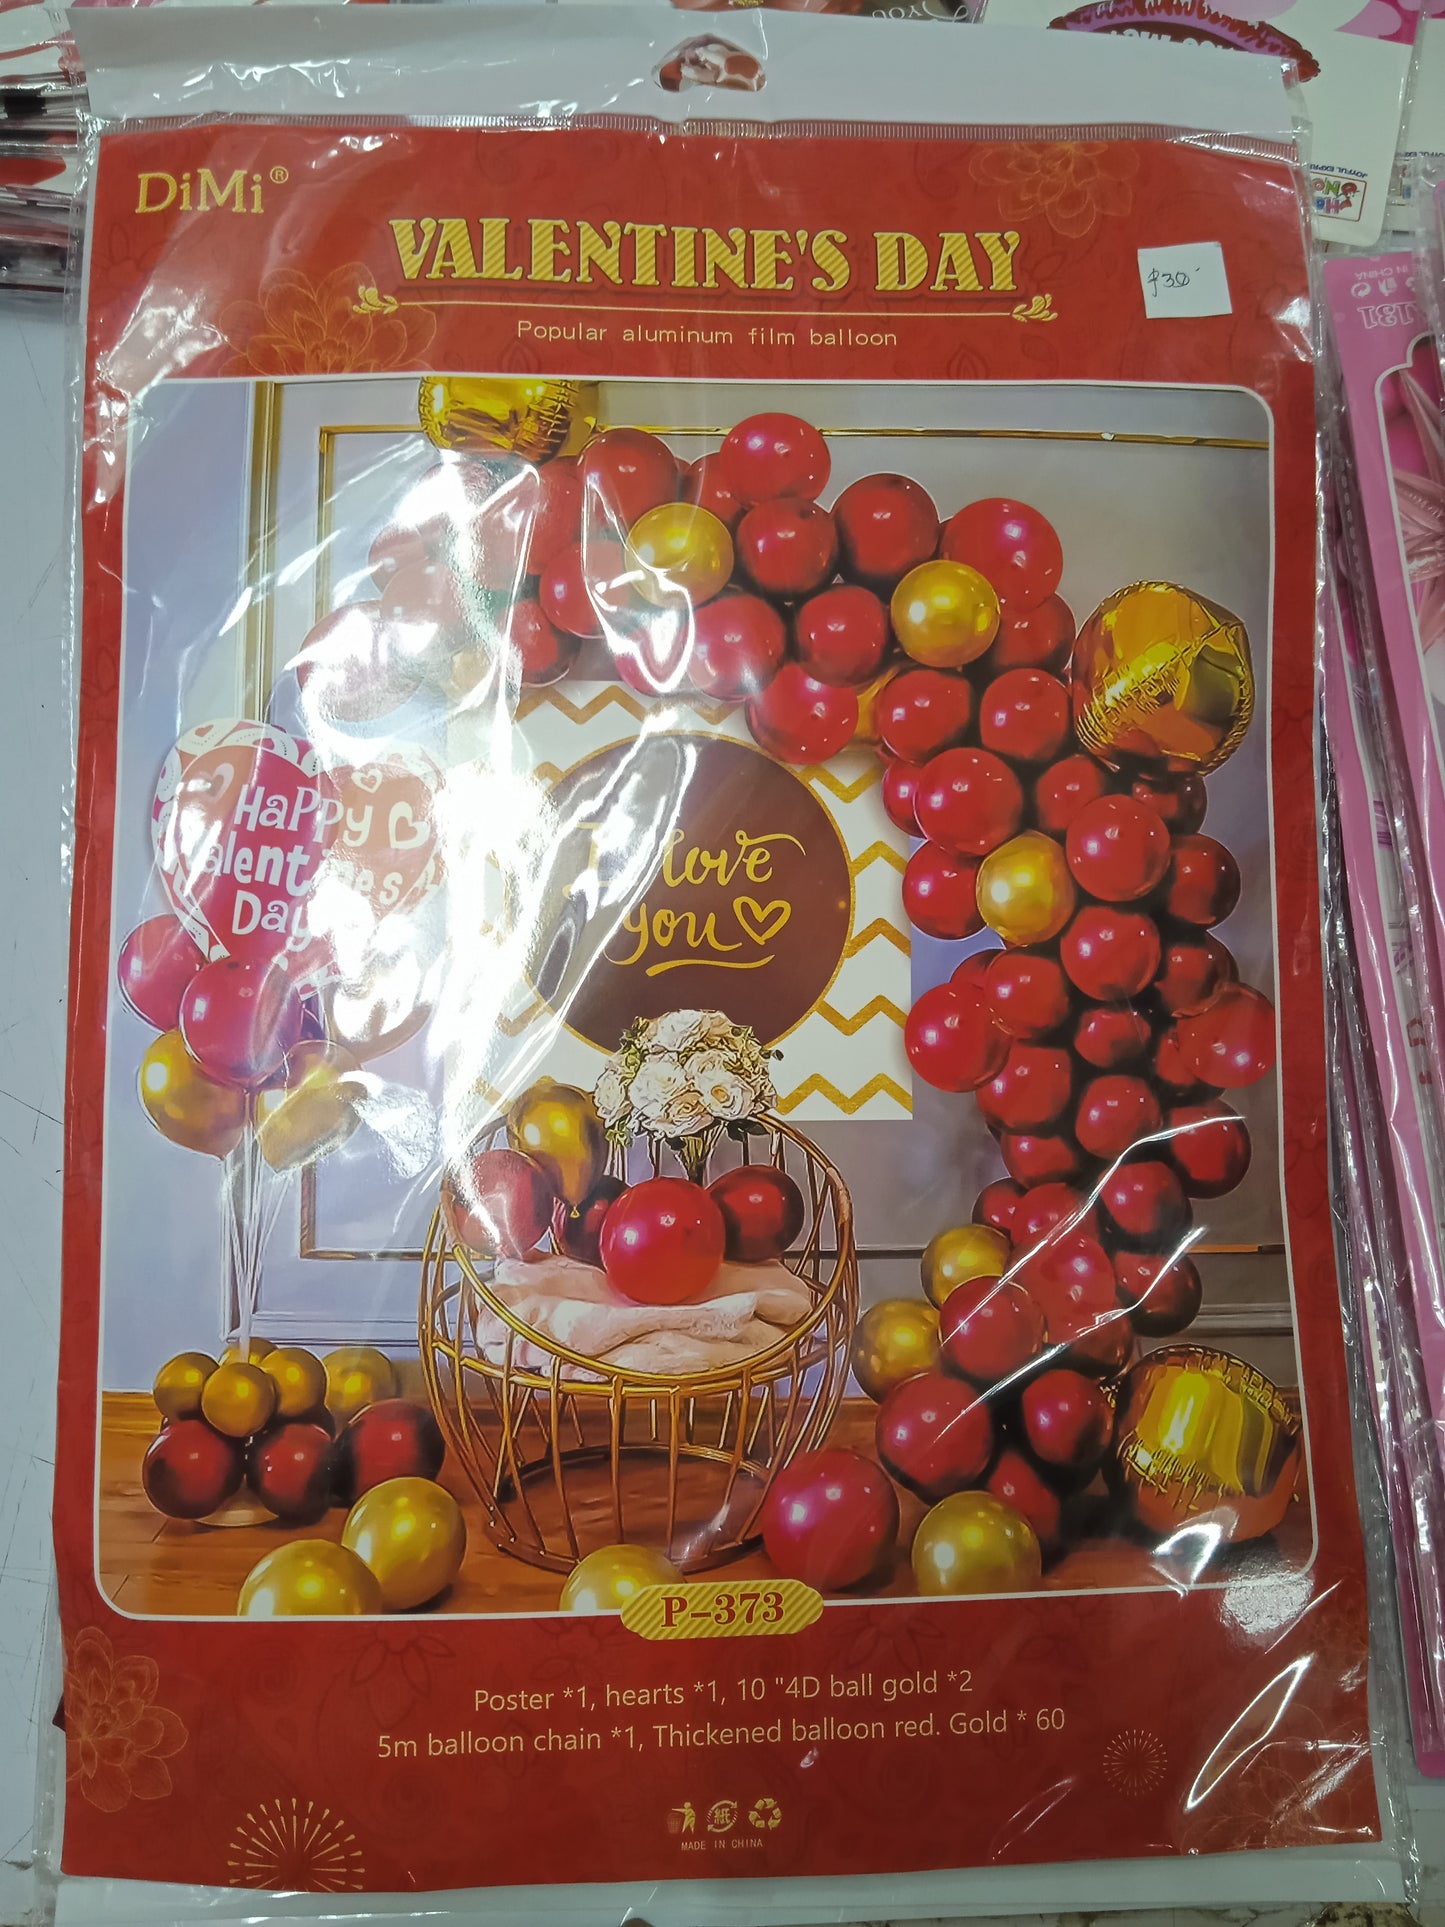 DiMi®
VALENTINE'S DAY
Popular aluminum film balloon
$30
HaPPy
Valentines
Day
I love
you
P-373
Poster *1, hearts *1, 10 "4D ball gold *2
5m balloon chain *1, Thickened balloon red. Gold * 60
紙
MADE IN CHINA